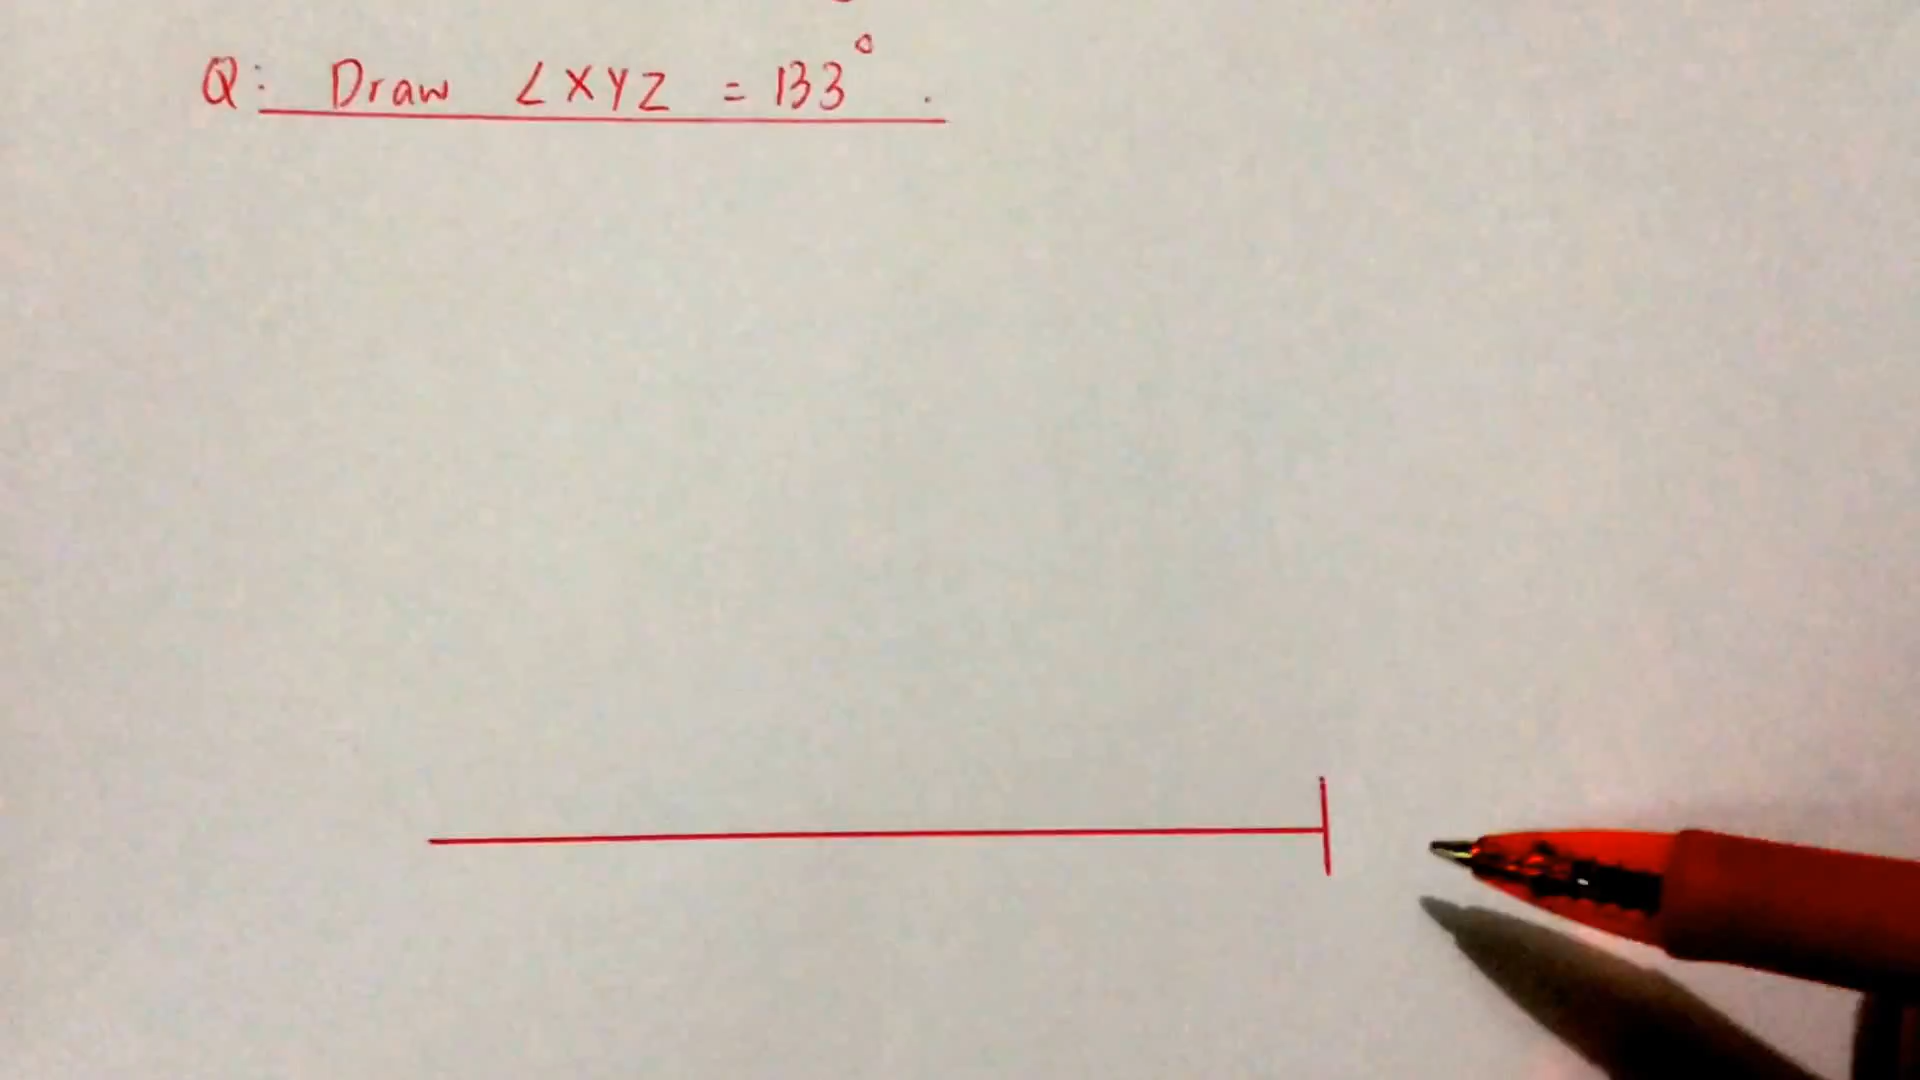 Q: Draw ∠XYZ = 133° .